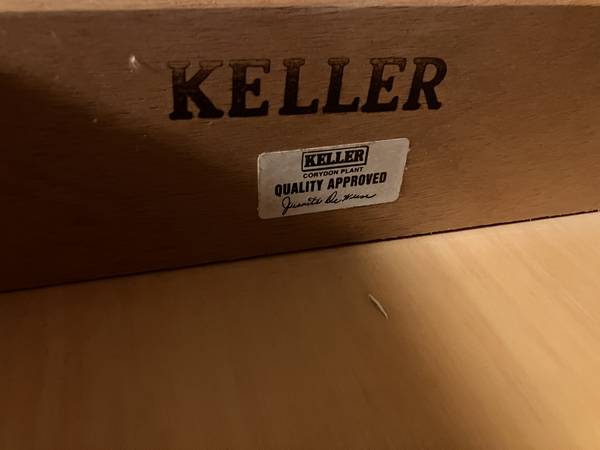 KELLER
KELLER
CORYDON PLANT
QUALITY APPROVED